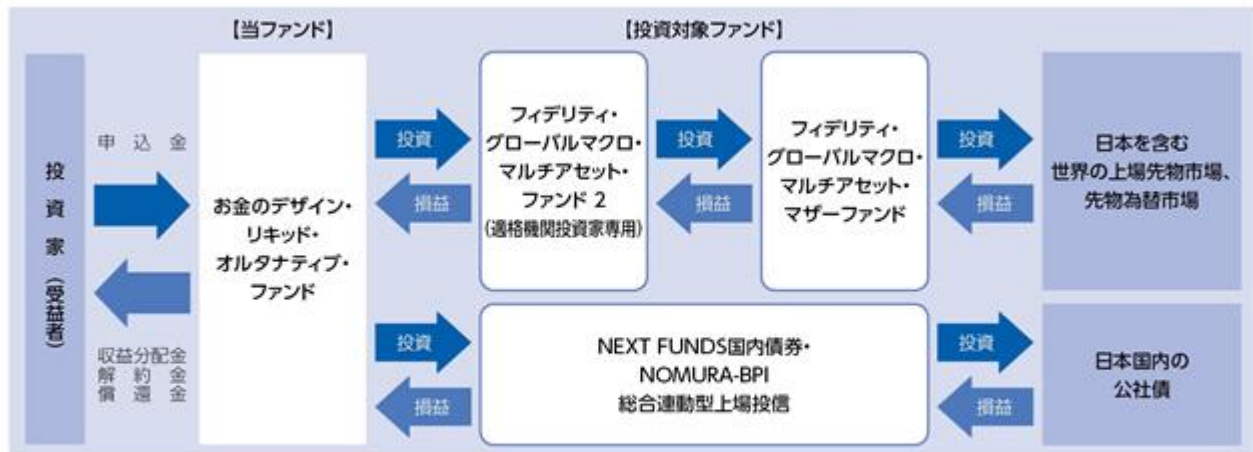 【当ファンド】
【投資対象ファンド】
投資家（受益者）
申込金
収益分配金
解約金
償還金
お金のデザイン・
リキッド・
オルタナティブ・
ファンド
投資
損益
フィデリティ・
グローバルマクロ・
マルチアセット・
ファンド 2
(適格機関投資家専用)
投資
損益
フィデリティ・
グローバルマクロ・
マルチアセット・
マザーファンド
投資
損益
日本を含む
世界の上場先物市場、
先物為替市場
投資
損益
NEXT FUNDS国内債券・
NOMURA-BPI
総合連動型上場投信
投資
損益
日本国内の
公社債